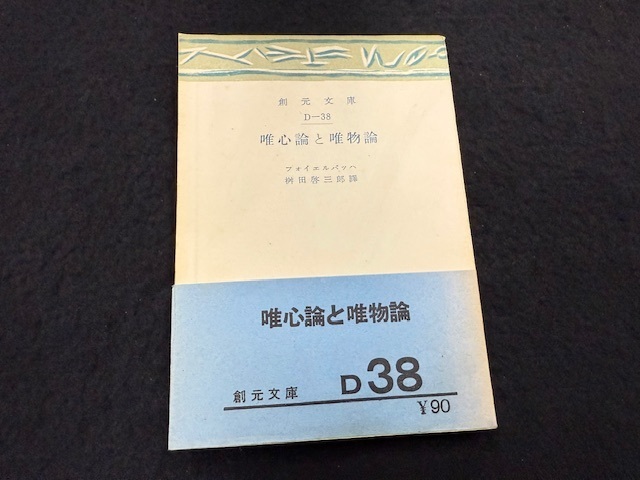 創元文庫
D—38
唯心論と唯物論
フォイエルバッハ
桝田啓三郎譯
唯心論と唯物論
創元文庫 D38
¥90